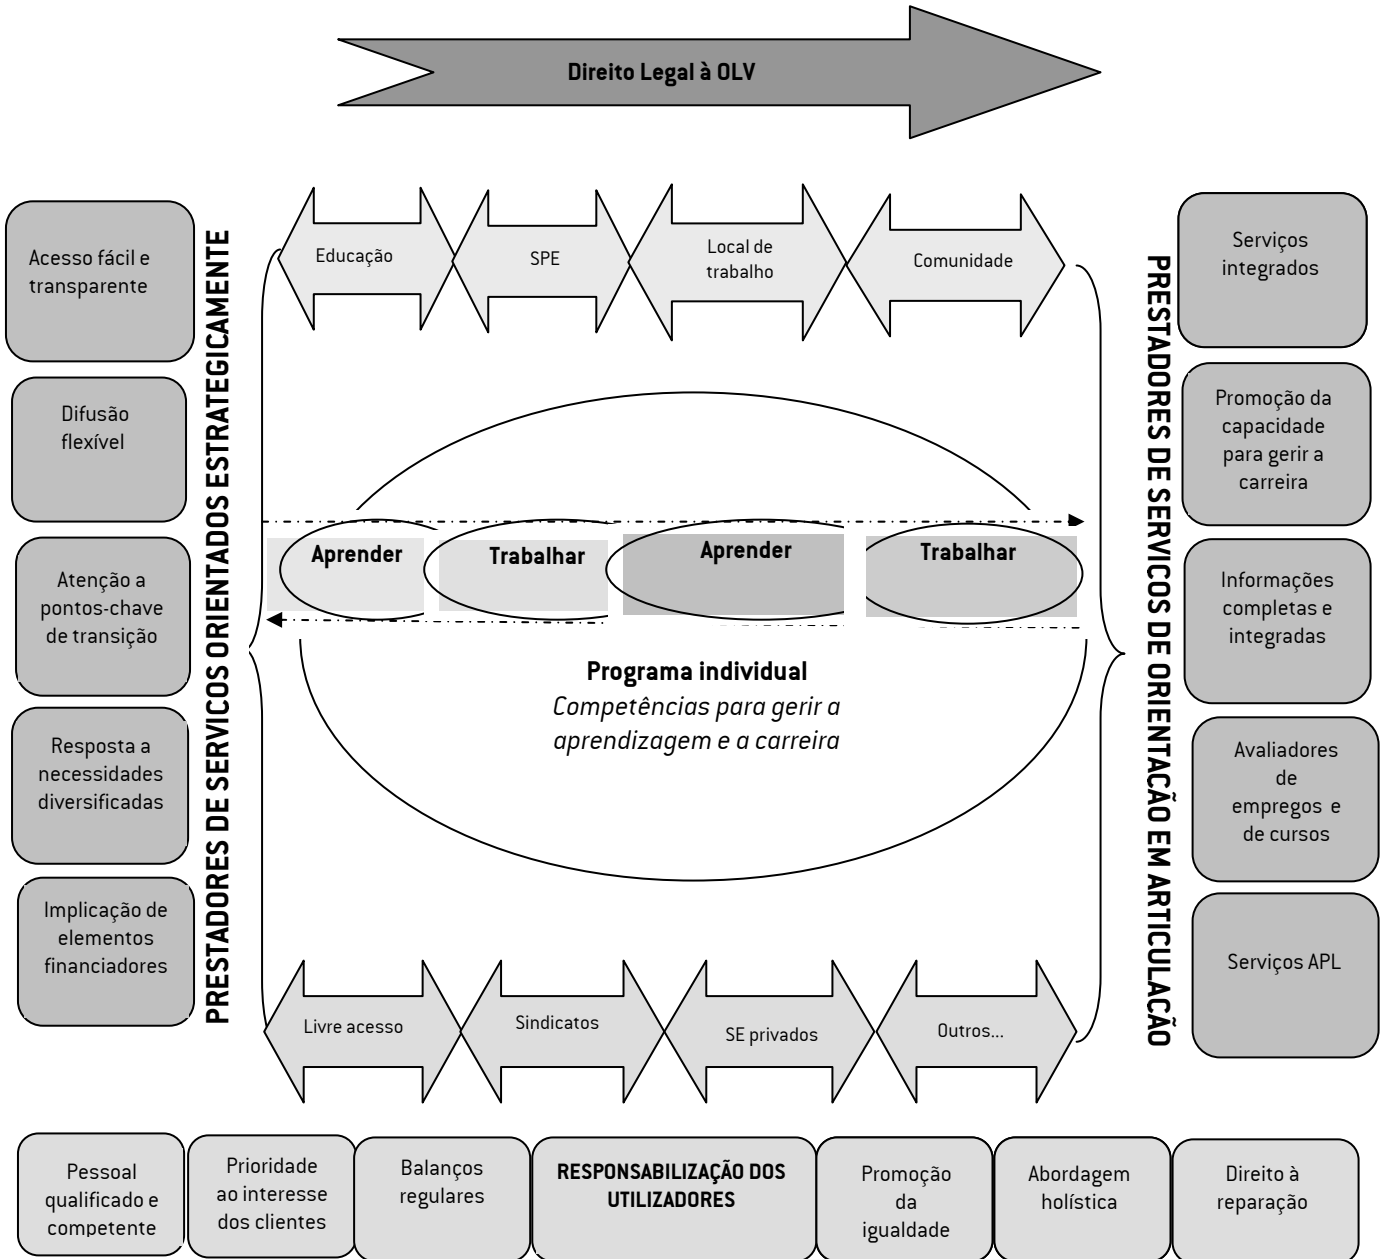 Direito Legal à OLV
Educação
SPE
Local de
trabalho
Comunidade
Acesso fácil e
transparente
Difusão
flexível
Atenção a
pontos-chave
de transição
Resposta a
necessidades
diversificadas
Implicação de
elementos
financiadores
PRESTADORES DE SERVICOS ORIENTADOS ESTRATEGICAMENTE
Aprender
Trabalhar
Aprender
Trabalhar
Programa individual
Competências para gerir a
aprendizagem e a carreira
PRESTADORES DE SERVICOS DE ORIENTAÇÃO EM ARTICULAÇÃO
Serviços
integrados
Promoção da
capacidade
para gerir a
carreira
Informações
completas e
integradas
Avaliadores
de
empregos e
de cursos
Serviços APL
Livre acesso
Sindicatos
SE privados
Outros...
Pessoal
qualificado e
competente
Prioridade
ao interesse
dos clientes
Balanços
regulares
RESPONSABILIZAÇÃO DOS
UTILIZADORES
Promoção
da
igualdade
Abordagem
holística
Direito à
reparação